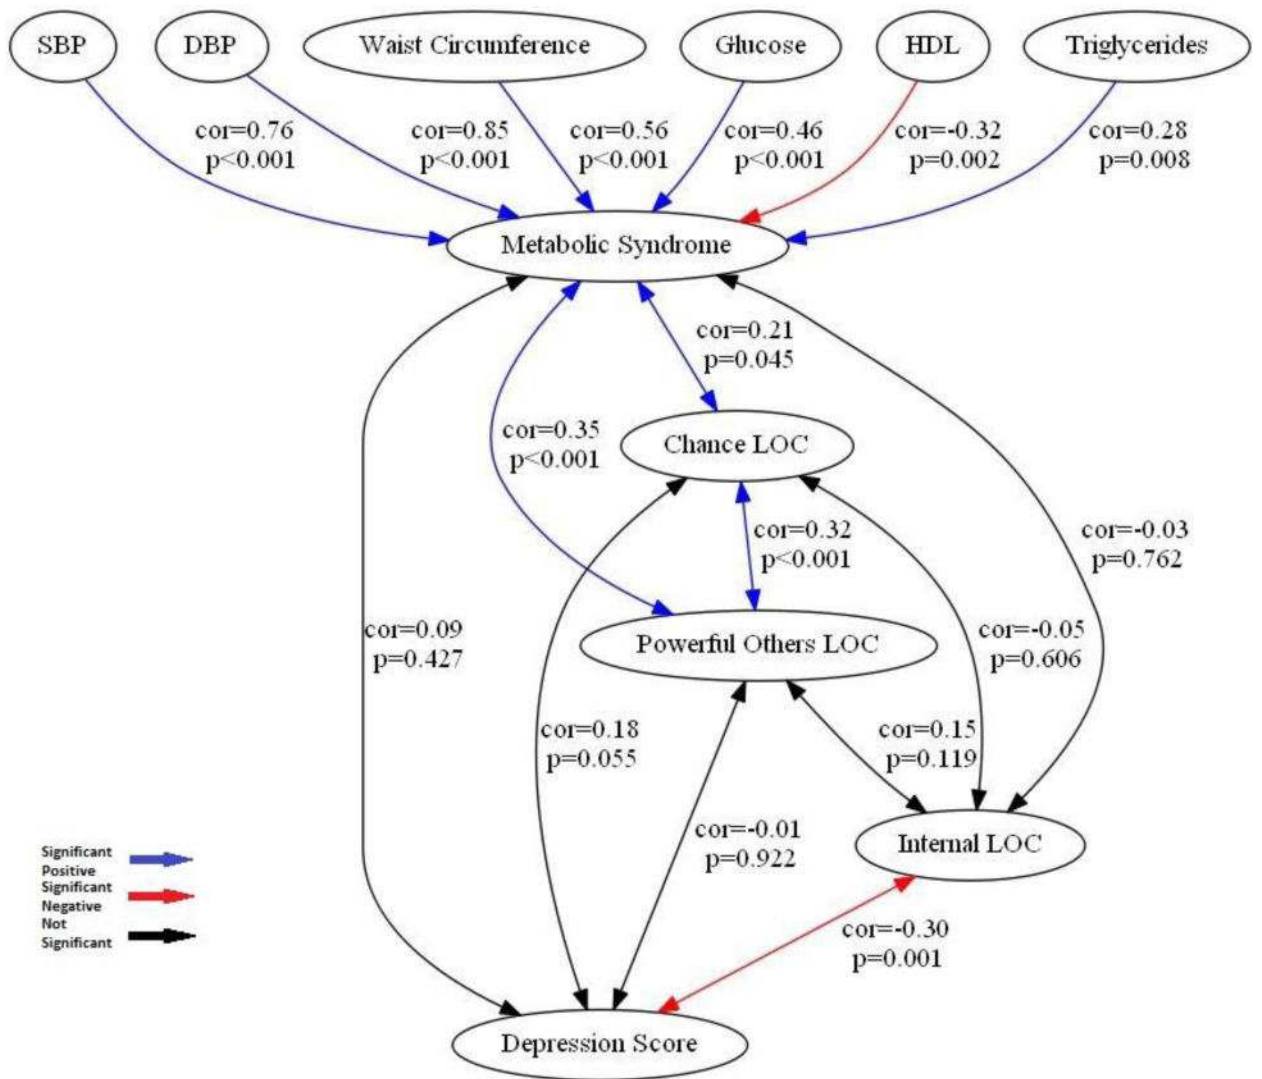 SBP
DBP
Waist Circumference
Glucose
HDL
Triglycerides
cor=0.76
p<0.001
cor=0.85
p<0.001
cor=0.56
p<0.001
cor=0.46
p<0.001
cor=-0.32
p=0.002
cor=0.28
p=0.008
Metabolic Syndrome
cor=0.21
p=0.045
cor=0.35
p<0.001
Chance LOC
cor=0.32
p<0.001
cor=-0.03
p=0.762
cor=0.09
p=0.427
Powerful Others LOC
cor=-0.05
p=0.606
cor=0.18
p=0.055
cor=0.15
p=0.119
cor=-0.01
p=0.922
Internal LOC
Significant
Positive
Significant
Negative
Not
Significant
cor=-0.30
p=0.001
Depression Score